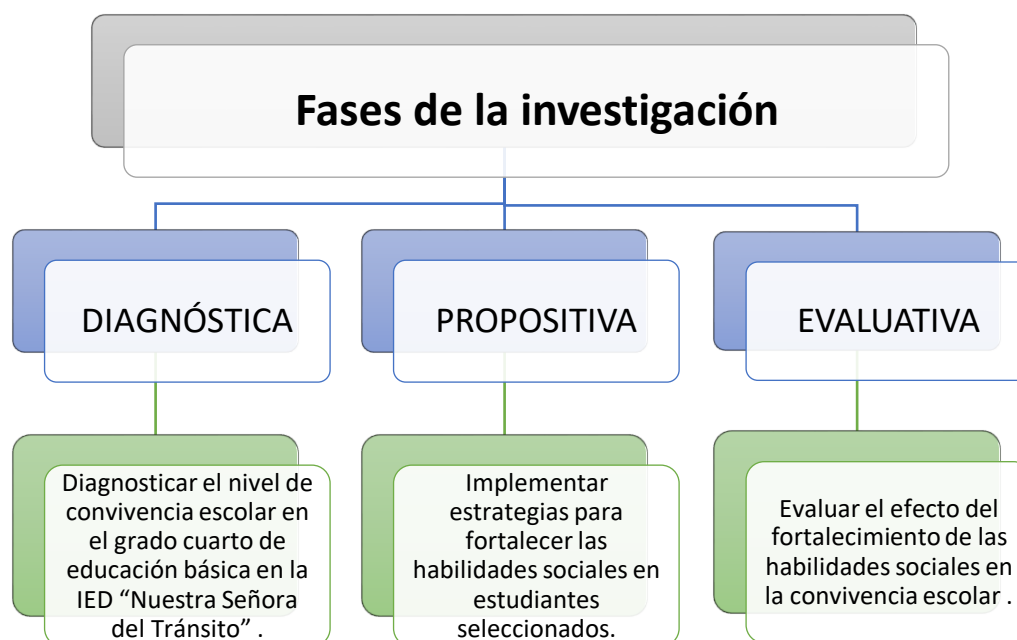 Fases de la investigación
DIAGNÓSTICA
PROPOSITIVA
EVALUATIVA
Diagnosticar el nivel de
convivencia escolar en
el grado cuarto de
educación básica en la
IED “Nuestra Señora
del Tránsito” .
Implementar
estrategias para
fortalecer las
habilidades sociales en
estudiantes
seleccionados.
Evaluar el efecto del
fortalecimiento de las
habilidades sociales en
la convivencia escolar .